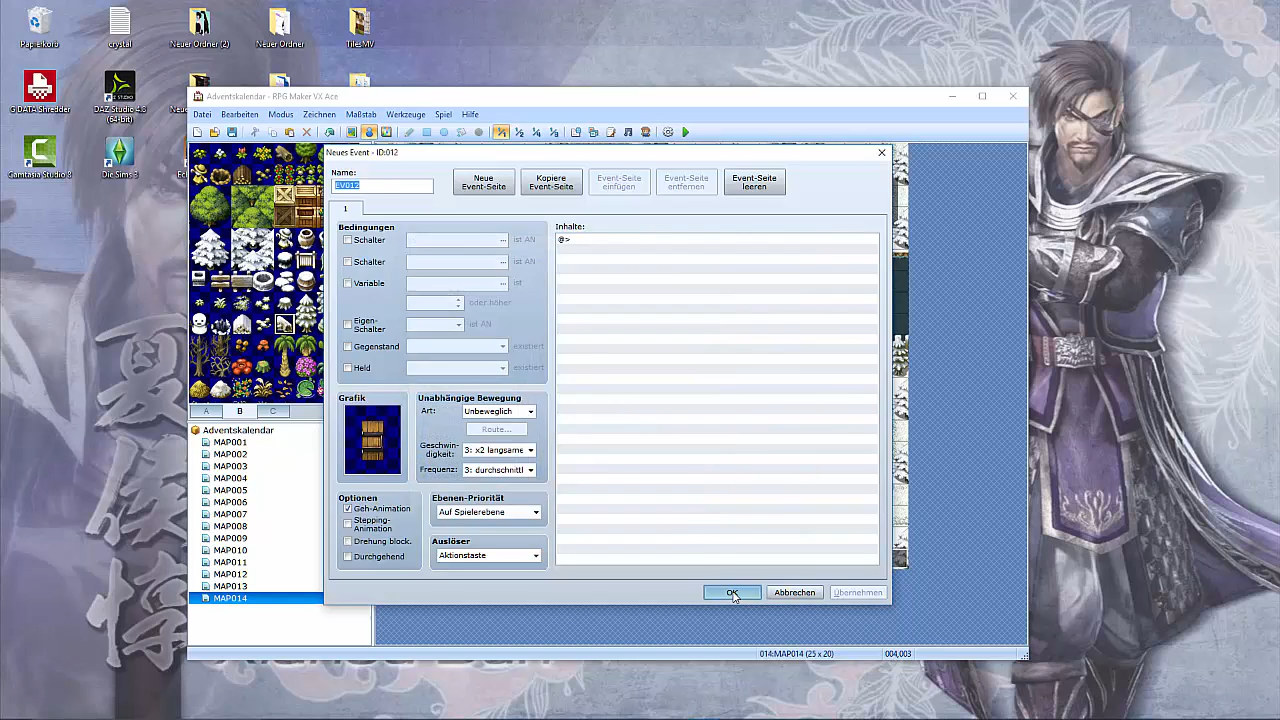 Papierkorb
crystal
Neuer Ordner (2)
Neuer Ordner
Tiles MV
G DATA Shredder
DAZ Studio 4.8 (64-bit)
Camtasia Studio 8
Die Sims 3
Adventskalendar - RPG Maker VX Ace
Datei Bearbeiten Modus Zeichnen Maßstab Werkzeuge Spiel Hilfe
Neues Event - ID:012
Name:
EV012
Neue Event-Seite
Kopiere Event-Seite
Event-Seite einfügen
Event-Seite entfernen
Event-Seite leeren
1
Bedingungen
Schalter ... ist AN
Schalter ... ist AN
Variable ... ist
oder höher
Eigen-Schalter ist AN
Gegenstand existiert
Held existiert
Inhalte:
@>
Grafik
Unabhängige Bewegung
Art: Unbeweglich
Route...
Geschwin-digkeit: 3: x2 langsame
Frequenz: 3: durchschnittl
Optionen
Geh-Animation
Stepping-Animation
Drehung block.
Durchgehend
Ebenen-Priorität
Auf Spielerebene
Auslöser
Aktionstaste
OK Abbrechen Übernehmen
A B C
Adventskalendar
MAP001
MAP002
MAP003
MAP004
MAP005
MAP006
MAP007
MAP008
MAP009
MAP010
MAP011
MAP012
MAP013
MAP014
014:MAP014 (25 x 20) 004,003
夏侯惇